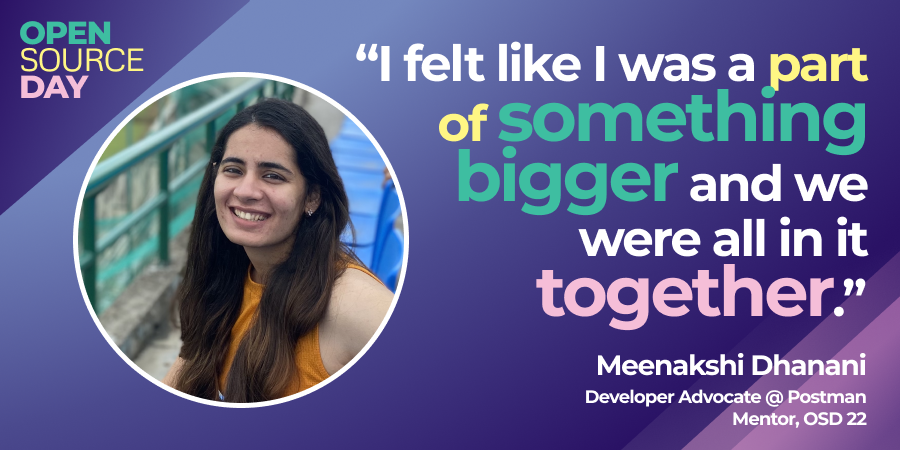 OPEN
SOURCE
DAY
“I felt like I was a part
of something
bigger and we
were all in it
together.”
Meenakshi Dhanani
Developer Advocate @ Postman
Mentor, OSD 22